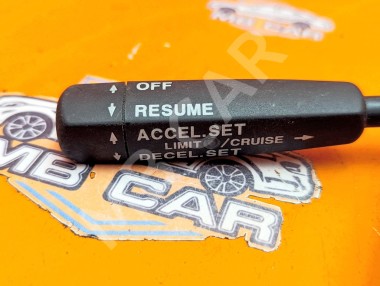 OFF
RESUME
ACCEL.SET
LIMIT /CRUISE
DECEL.SET
MB CAR
MB CAR